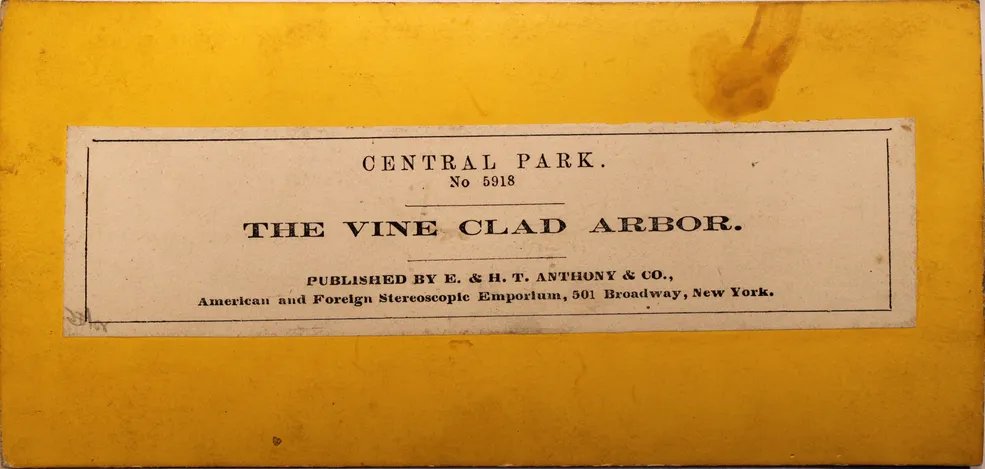 CENTRAL PARK.
No 5918
THE VINE CLAD ARBOR.
PUBLISHED BY E. & H. T. ANTHONY & CO.,
American and Foreign Stereoscopic Emporium, 501 Broadway, New York.